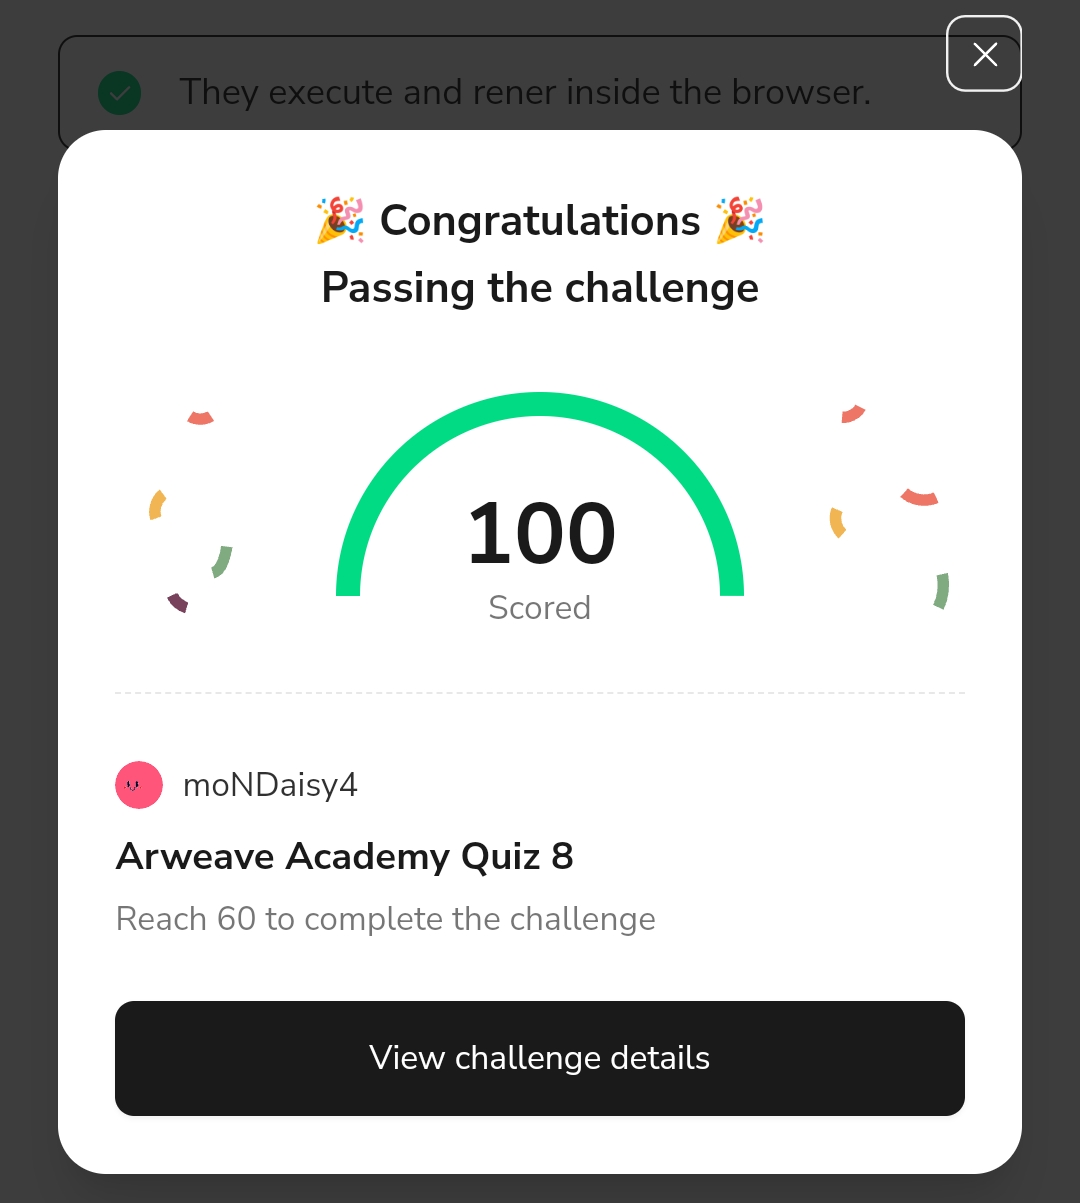 They execute and rener inside the browser.
🎉 Congratulations 🎉
Passing the challenge
100
Scored
moNDaisy4
Arweave Academy Quiz 8
Reach 60 to complete the challenge
View challenge details